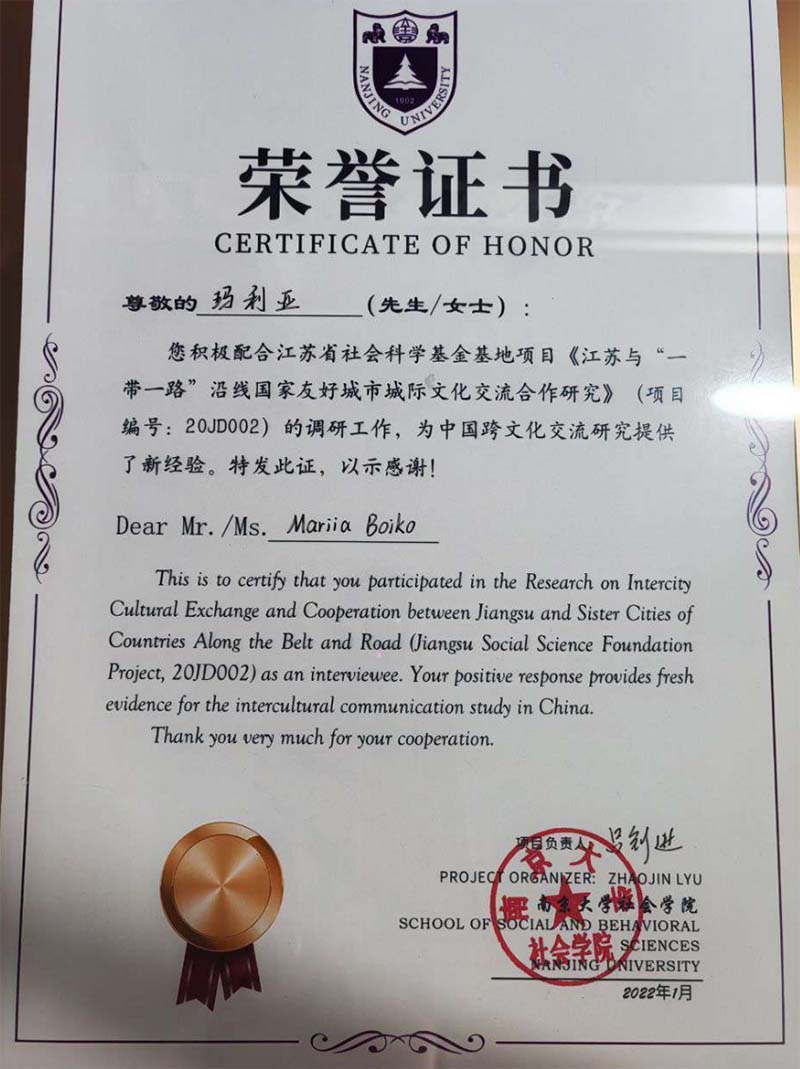 NANJING UNIVERSITY
1902
荣誉证书
CERTIFICATE OF HONOR
尊敬的 玛利亚 (先生/女士)：
您积极配合江苏省社会科学基金基地项目《江苏与“一
带一路”沿线国家友好城市城际文化交流合作研究》（项目
编号：20JD002）的调研工作，为中国跨文化交流研究提供
了新经验。特发此证，以示感谢！
Dear Mr./Ms. Mariia Boiko
This is to certify that you participated in the Research on Intercity
Cultural Exchange and Cooperation between Jiangsu and Sister Cities of
Countries Along the Belt and Road (Jiangsu Social Science Foundation
Project, 20JD002) as an interviewee. Your positive response provides fresh
evidence for the intercultural communication study in China.
Thank you very much for your cooperation.
项目负责人:
PROJECT ORGANIZER: ZHAOJIN LYU
南京大学社会学院
SCHOOL OF SOCIAL AND BEHAVIORAL
SCIENCES
NANJING UNIVERSITY
2022年1月
南京大学
社会学院